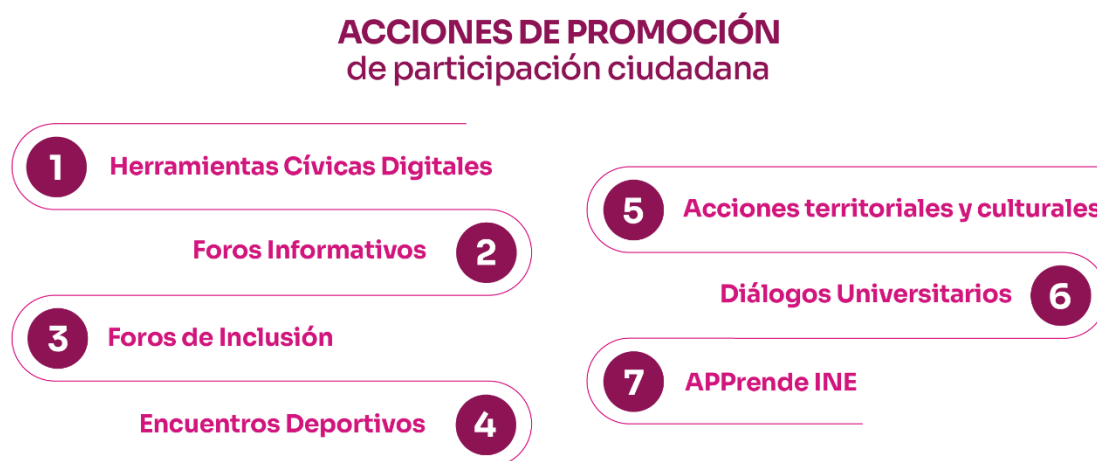 ACCIONES DE PROMOCIÓN
de participación ciudadana
1 Herramientas Cívicas Digitales
Foros Informativos 2
3 Foros de Inclusión
Encuentros Deportivos 4
5 Acciones territoriales y culturales
Diálogos Universitarios 6
7 APPrende INE